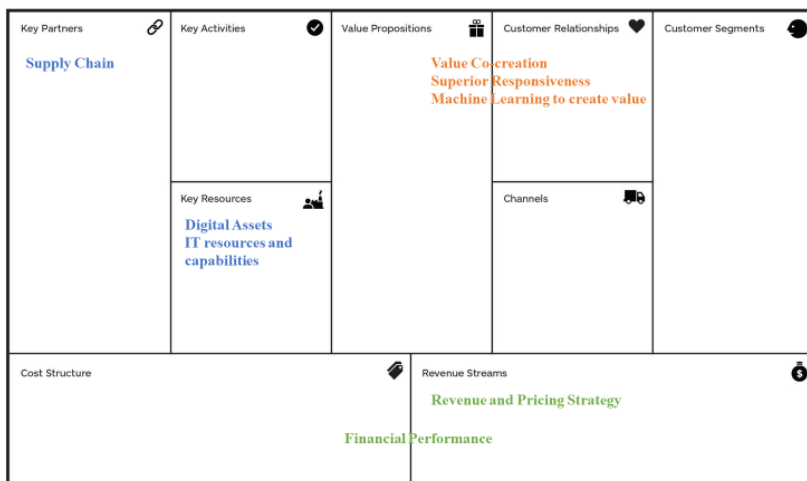 Key Partners
Supply Chain
Key Activities
Key Resources
Digital Assets
IT resources and
capabilities
Value Propositions
Customer Relationships
Value Co-creation
Superior Responsiveness
Machine Learning to create value
Channels
Customer Segments
Cost Structure
Revenue Streams
Revenue and Pricing Strategy
Financial Performance